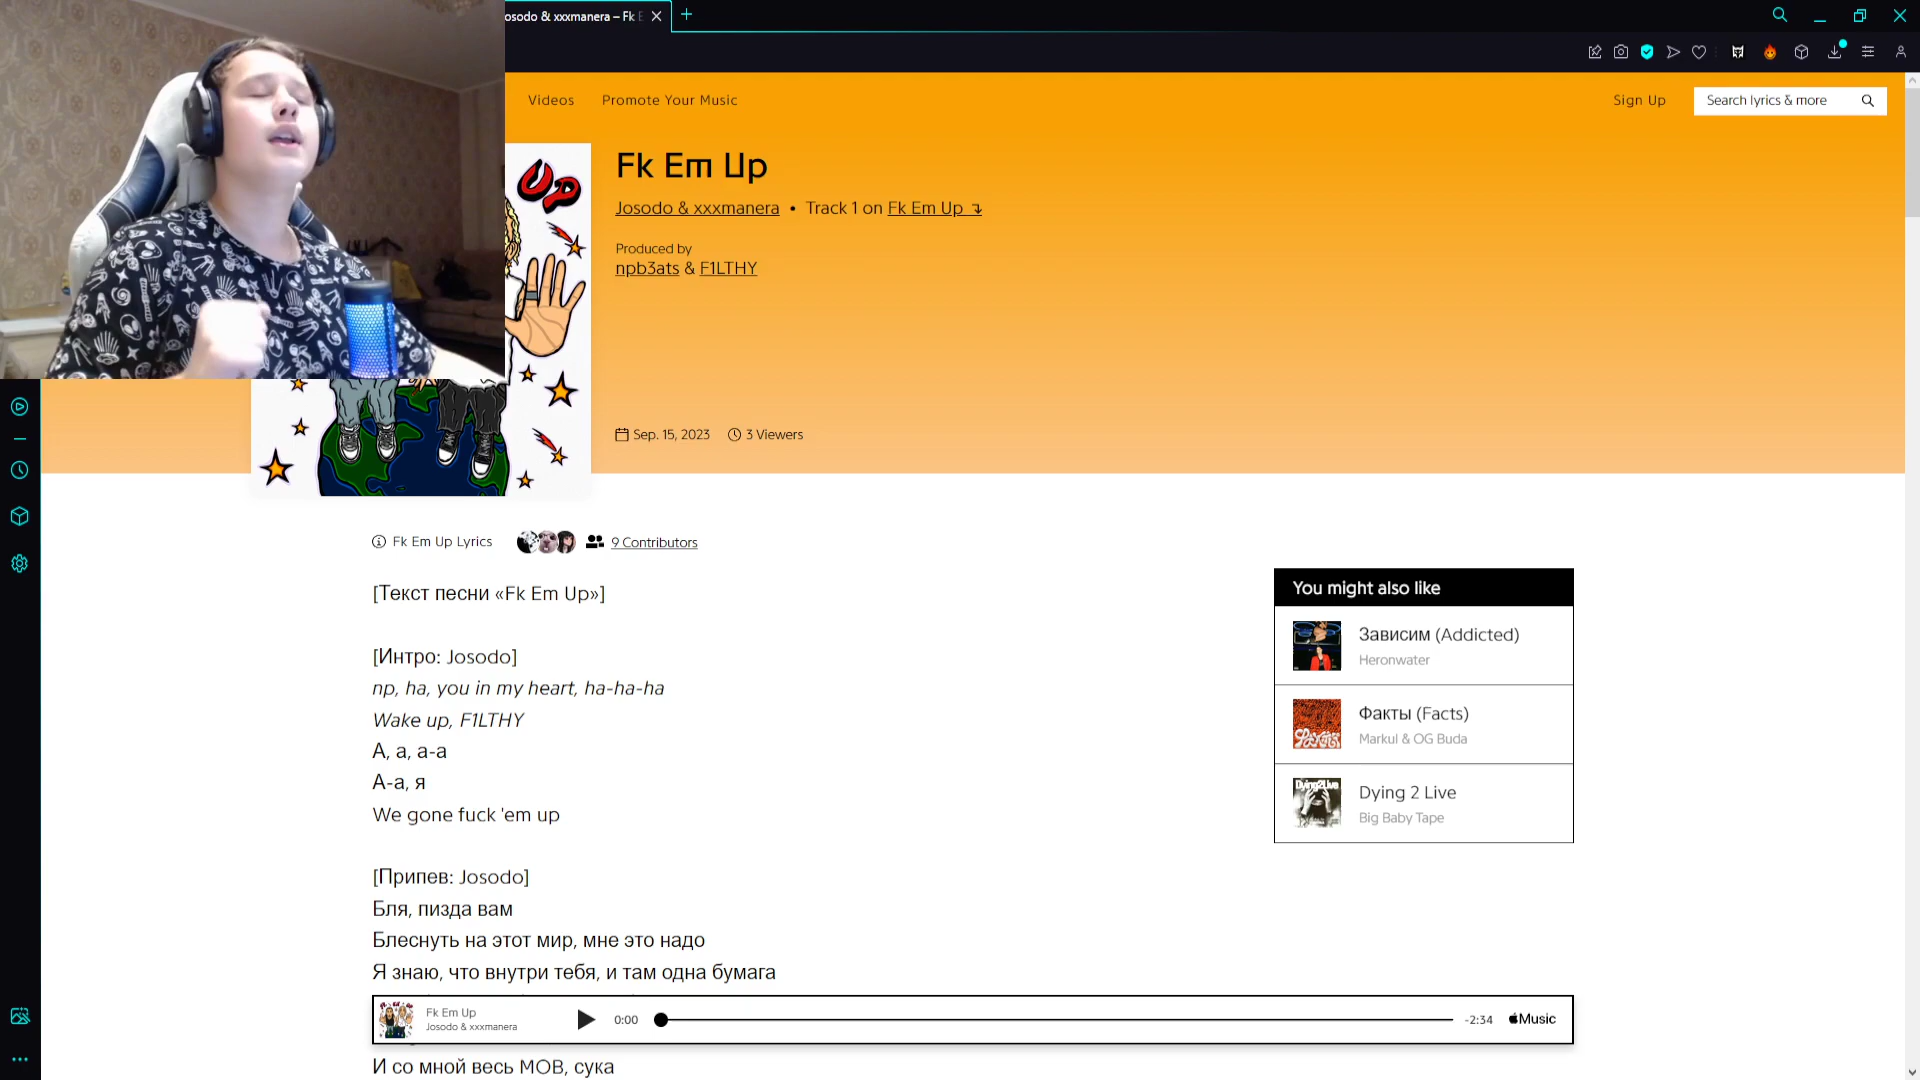 osodo & xxxmanera – Fk E
Videos
Promote Your Music
Sign Up
Search lyrics & more
UP
Fk Em Up
Josodo & xxxmanera • Track 1 on Fk Em Up
Produced by
npb3ats & F1LTHY
Sep. 15, 2023
3 Viewers
Fk Em Up Lyrics
9 Contributors
[Текст песни «Fk Em Up»]
[Интро: Josodo]
np, ha, you in my heart, ha-ha-ha
Wake up, F1LTHY
А, а, а-а
А-а, я
We gone fuck 'em up
[Припев: Josodo]
Бля, пизда вам
Блеснуть на этот мир, мне это надо
Я знаю, что внутри тебя, и там одна бумага
И со мной весь MOB, сука
You might also like
Зависим (Addicted)
Heronwater
Факты (Facts)
Markul & OG Buda
Dying 2 Live
Dying 2 Live
Big Baby Tape
Fk Em Up
Josodo & xxxmanera
0:00
-2:34
Music